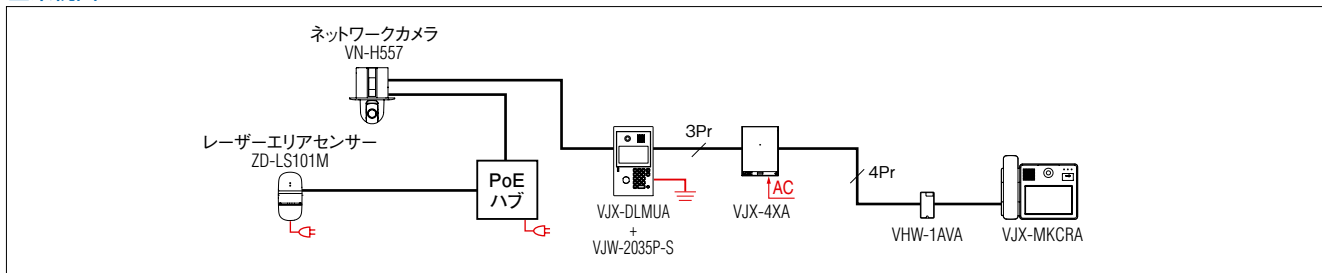 ネットワークカメラ
VN-H557
レーザーエリアセンサー
ZD-LS101M
PoE
ハブ
3Pr
VJX-DLMUA
+
VJW-2035P-S
AC
VJX-4XA
4Pr
VHW-1AVA
VJX-MKCRA